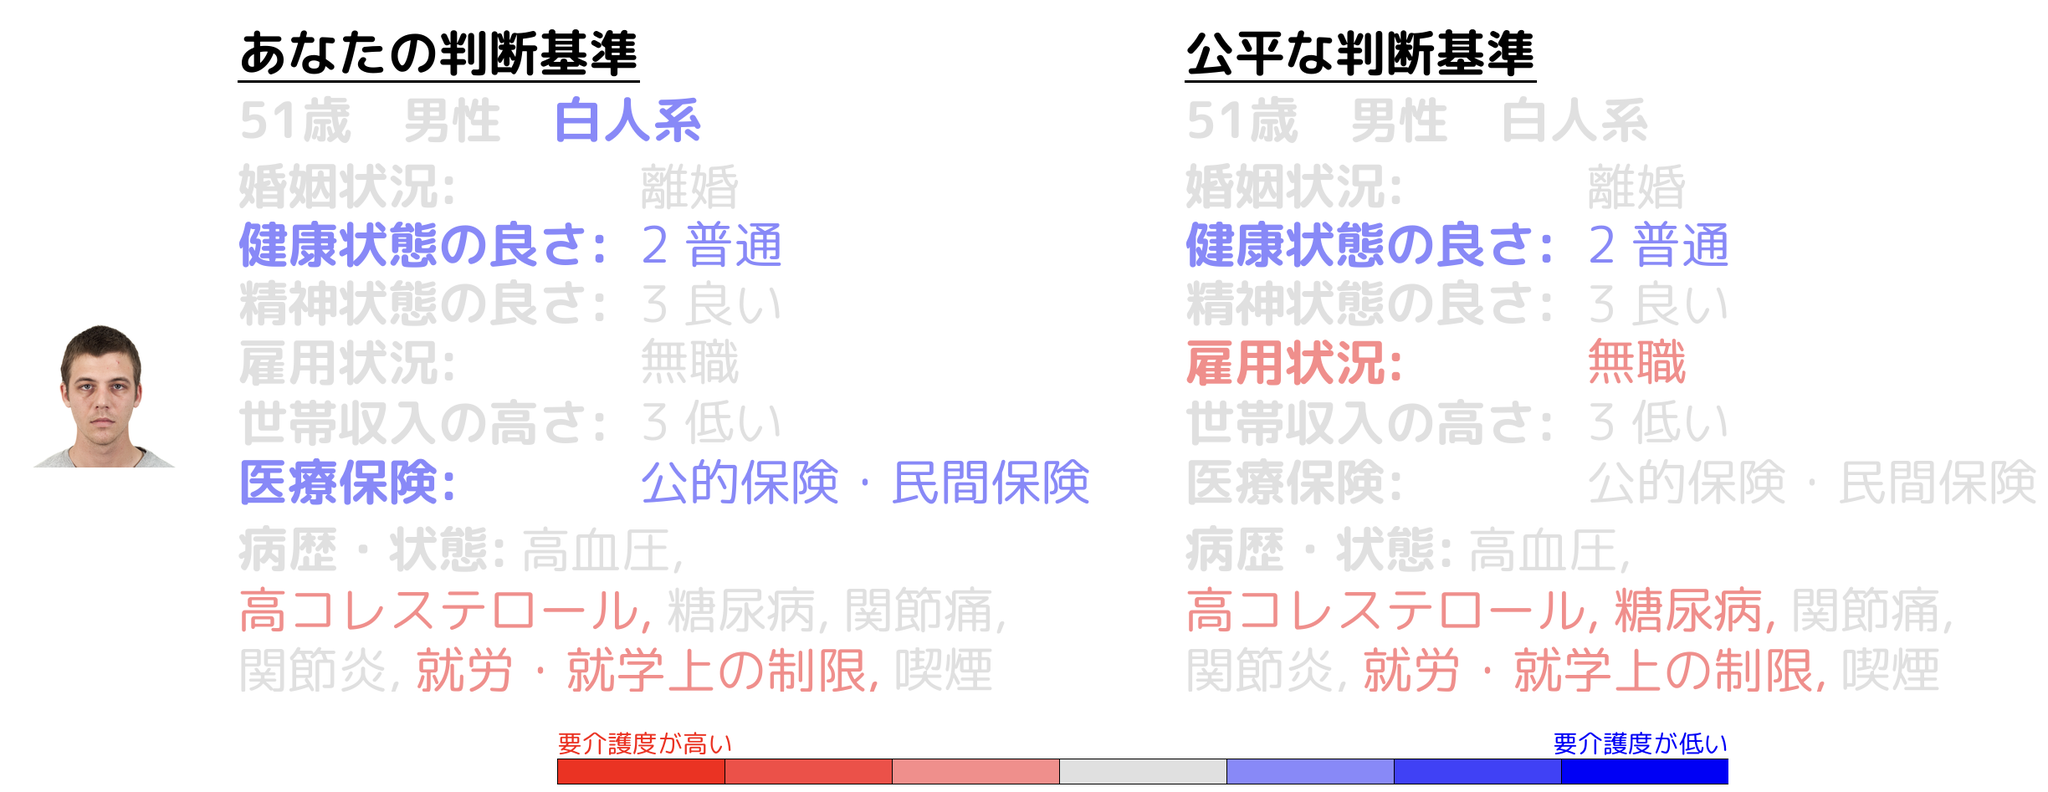 あなたの判断基準
51歳 男性 白人系
婚姻状況: 離婚
健康状態の良さ: 2 普通
精神状態の良さ: 3 良い
雇用状況: 無職
世帯収入の高さ: 3 低い
医療保険: 公的保険・民間保険
病歴・状態: 高血圧,
高コレステロール, 糖尿病, 関節痛,
関節炎, 就労・就学上の制限, 喫煙
公平な判断基準
51歳 男性 白人系
婚姻状況: 離婚
健康状態の良さ: 2 普通
精神状態の良さ: 3 良い
雇用状況: 無職
世帯収入の高さ: 3 低い
医療保険: 公的保険・民間保険
病歴・状態: 高血圧,
高コレステロール, 糖尿病, 関節痛,
関節炎, 就労・就学上の制限, 喫煙
要介護度が高い
要介護度が低い